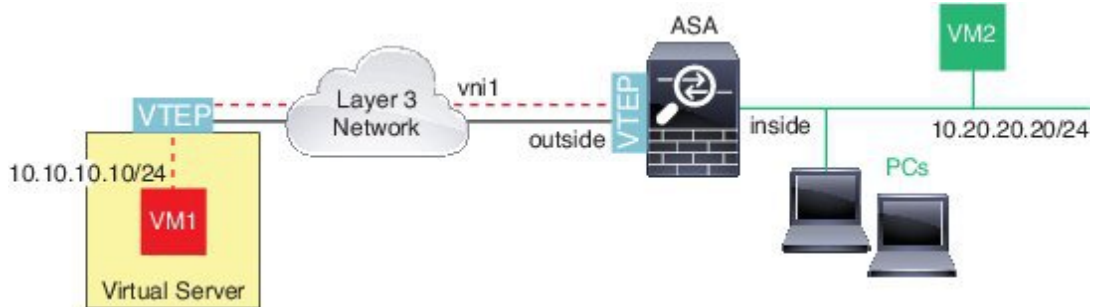 ASA
VM2
Layer 3
Network
vni1
VTEP
VTEP
outside
inside
10.20.20.20/24
10.10.10.10/24
PCs
VM1
Virtual Server